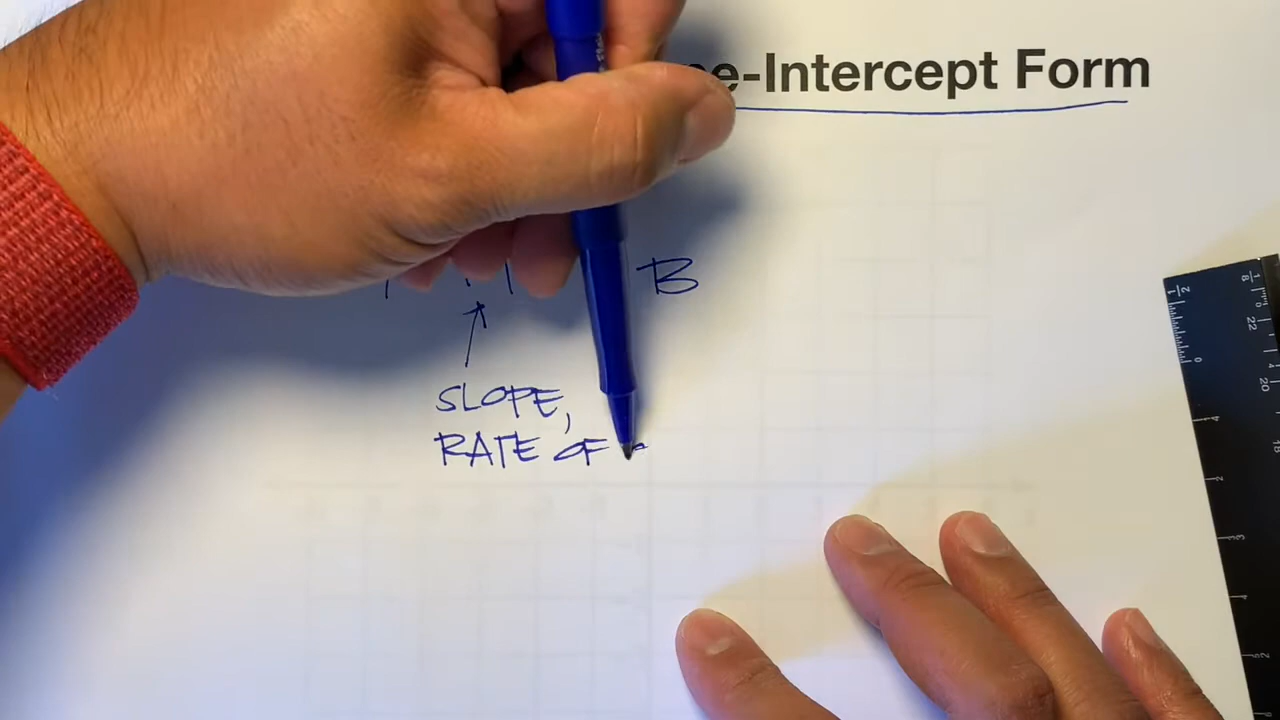 e-Intercept Form
B
SLOPE,
RATE OF